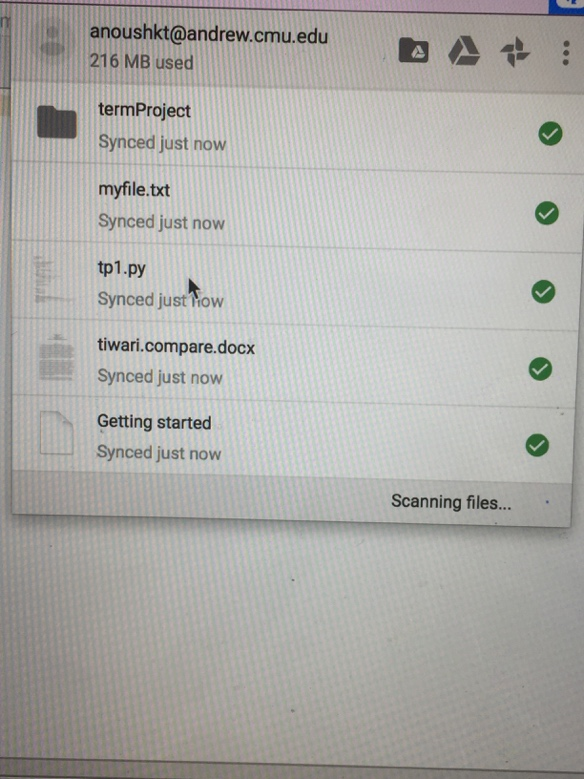 anoushkt@andrew.cmu.edu
216 MB used
termProject
Synced just now
myfile.txt
Synced just now
tp1.py
Synced just now
tiwari.compare.docx
Synced just now
Getting started
Synced just now
Scanning files...